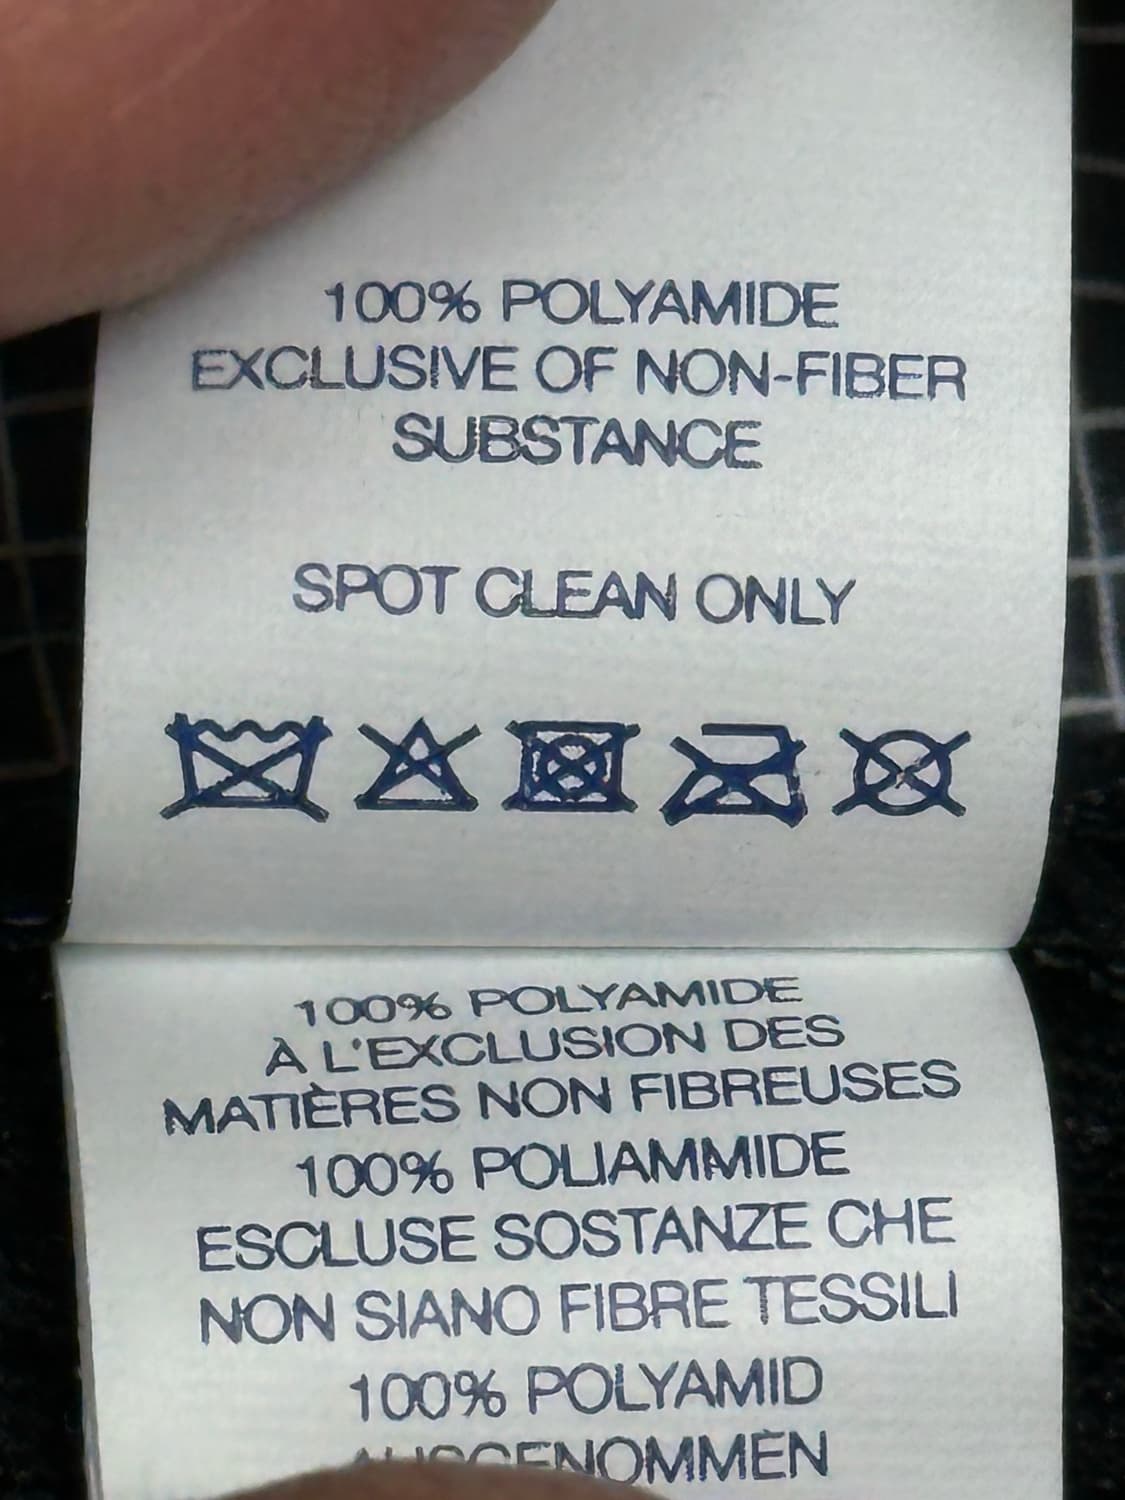 100% POLYAMIDE
EXCLUSIVE OF NON-FIBER
SUBSTANCE
SPOT CLEAN ONLY
100% POLYAMIDE
À L'EXCLUSION DES
MATIÈRES NON FIBREUSES
100% POLIAMMIDE
ESCLUSE SOSTANZE CHE
NON SIANO FIBRE TESSILI
100% POLYAMID
AUSGENOMMEN